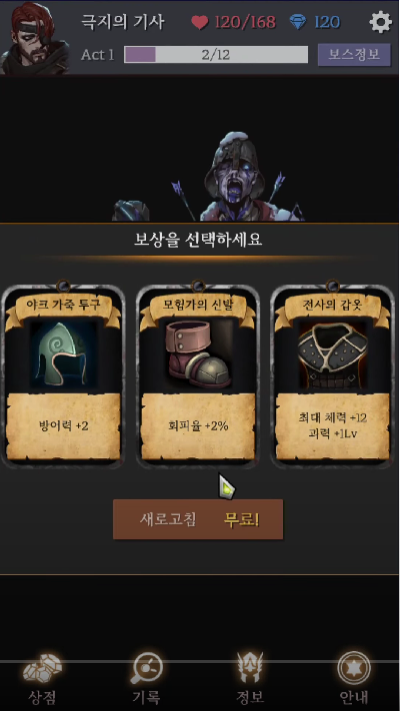 극지의 기사 120/168 120
Act 1 2/12 보스정보
보상을 선택하세요
야크 가죽 투구 모험가의 신발 전사의 갑옷
방어력 +2 회피율 +2% 최대 체력 +12
괴력 +1Lv
새로고침 무료!
상점 기록 정보 안내